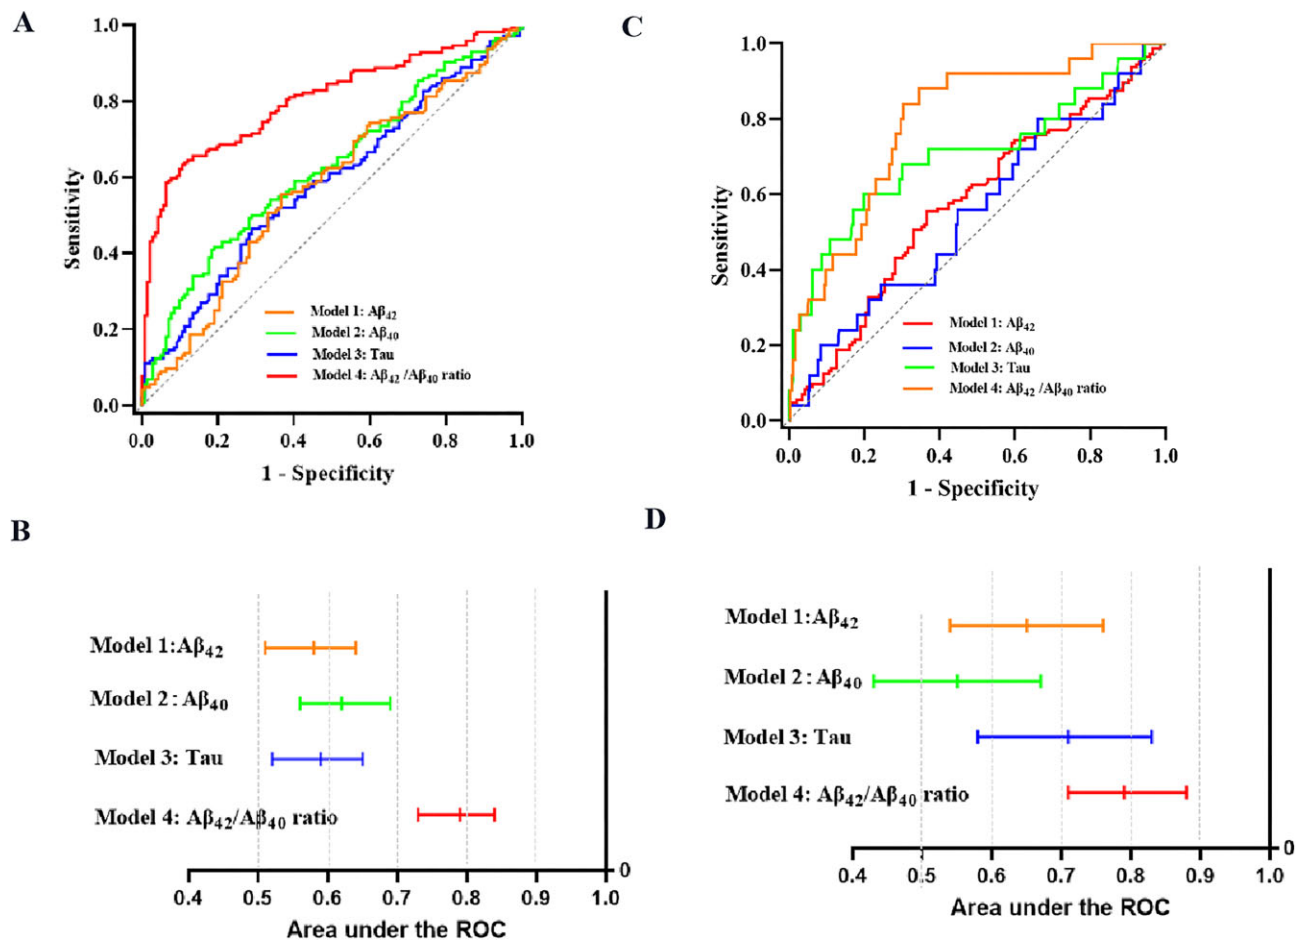 A
1.0
0.8
0.6
0.4
0.2
0.0
Sensitivity
Model 1: Aβ42
Model 2: Aβ40
Model 3: Tau
Model 4: Aβ42 /Aβ40 ratio
0.0 0.2 0.4 0.6 0.8 1.0
1 - Specificity
C
1.0
0.8
0.6
0.4
0.2
0.0
Sensitivity
Model 1: Aβ42
Model 2: Aβ40
Model 3: Tau
Model 4: Aβ42 /Aβ40 ratio
0.0 0.2 0.4 0.6 0.8 1.0
1 - Specificity
B
Model 1:Aβ42
Model 2: Aβ40
Model 3: Tau
Model 4: Aβ42/Aβ40 ratio
0
0.4 0.5 0.6 0.7 0.8 0.9 1.0
Area under the ROC
D
Model 1:Aβ42
Model 2: Aβ40
Model 3: Tau
Model 4: Aβ42/Aβ40 ratio
0
0.4 0.5 0.6 0.7 0.8 0.9 1.0
Area under the ROC